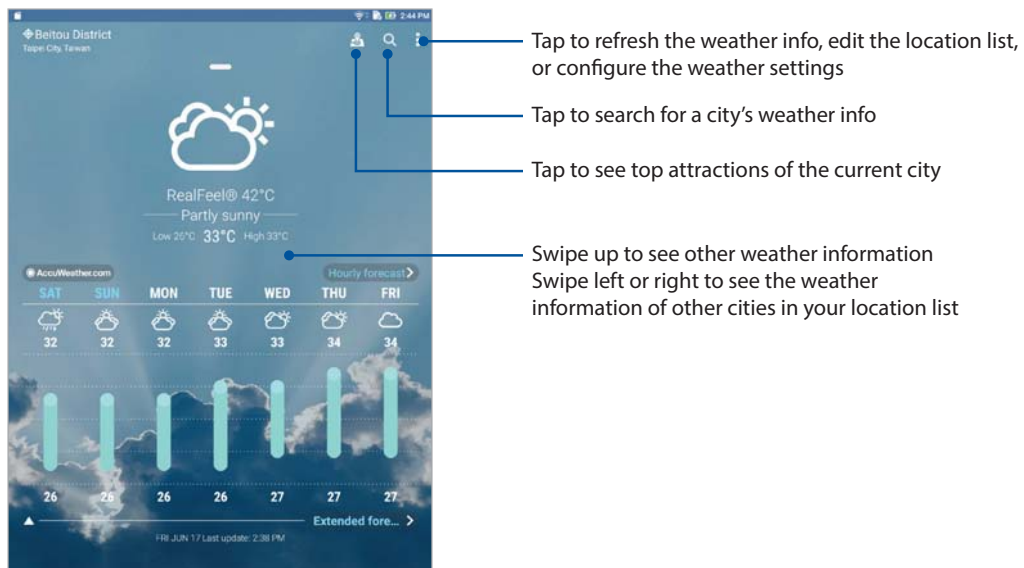 2:44 PM
Beitou District
Taipei City, Taiwan
Tap to refresh the weather info, edit the location list,
or configure the weather settings
Tap to search for a city’s weather info
Tap to see top attractions of the current city
RealFeel® 42°C
Partly sunny
Low 26°C 33°C High 33°C
Swipe up to see other weather information
Swipe left or right to see the weather
information of other cities in your location list
AccuWeather.com Hourly forecast
SAT SUN MON TUE WED THU FRI
32 32 32 33 33 34 34
26 26 26 26 27 27 27
Extended fore...
FRI JUN 17 Last update: 2:38 PM